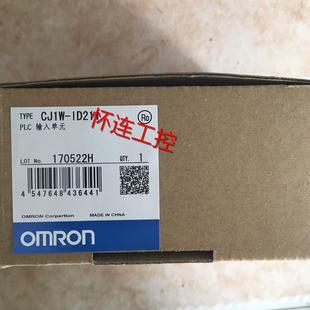 TYPE CJ1W-ID211
PLC 输入单元
怀连工控
LOT No. 170522H QTY. 1
4 547648 436441
OMRON Corpartion MADE IN CHINA
OMRON